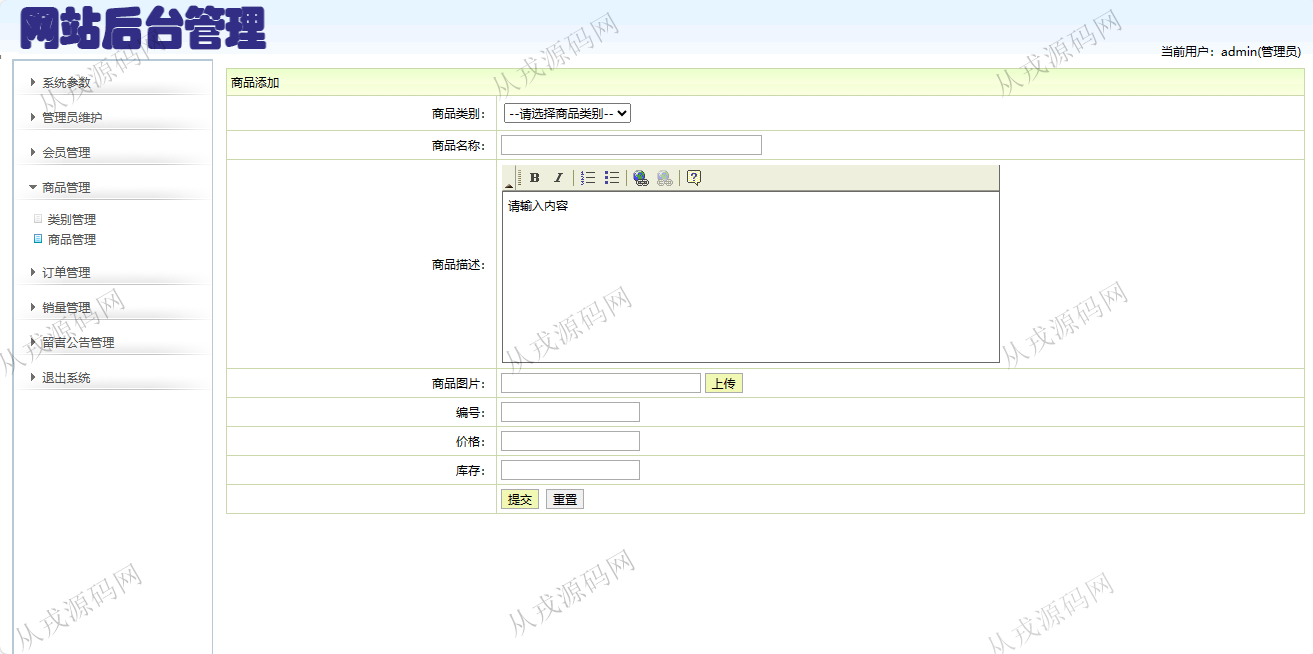 网站后台管理
当前用户：admin(管理员)
系统参数
管理员维护
会员管理
商品管理
类别管理
商品管理
订单管理
销量管理
留言公告管理
退出系统
商品添加
商品类别： --请选择商品类别--
商品名称：
B I
商品描述： 请输入内容
商品图片： 上传
编号：
价格：
库存：
提交 重置
从戎源码网
从戎源码网
从戎源码网
从戎源码网
从戎源码网
从戎源码网
从戎源码网
从戎源码网
从戎源码网